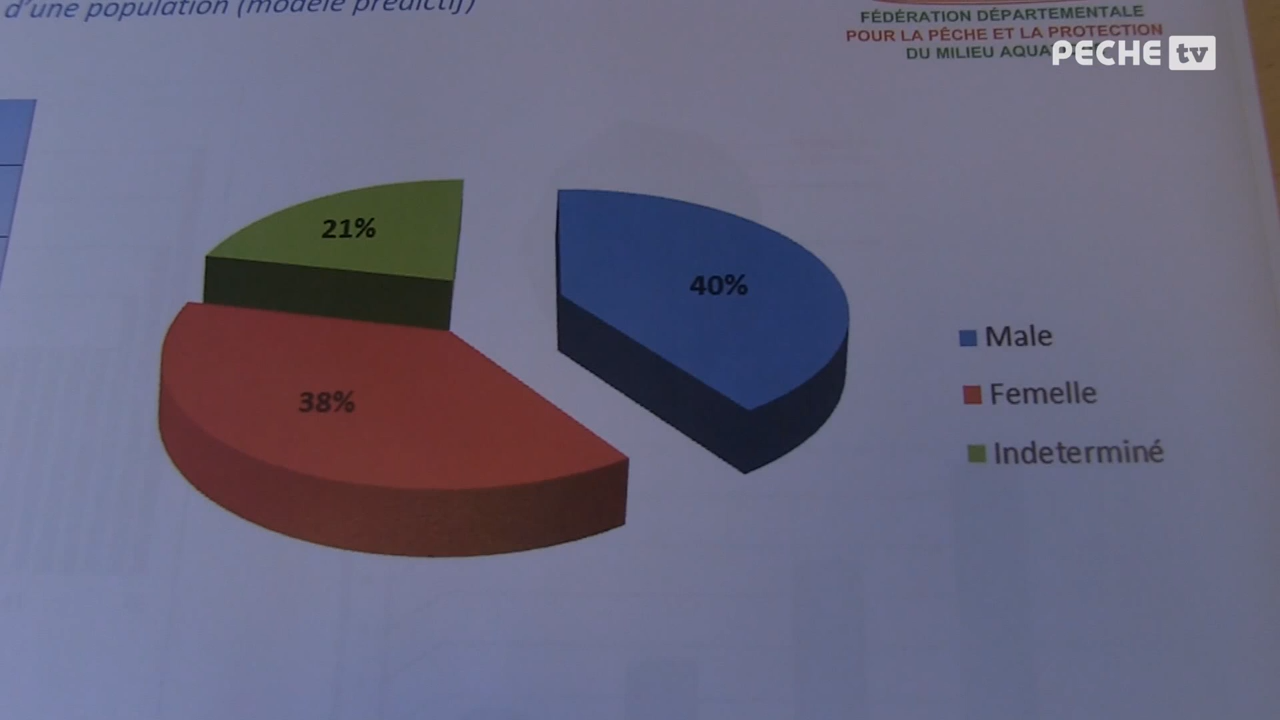 d'une population (modèle prédictif)
FÉDÉRATION DÉPARTEMENTALE
POUR LA PÊCHE ET LA PROTECTION
DU MILIEU
PECHE tv
21%
40%
38%
Male
Femelle
Indeterminé